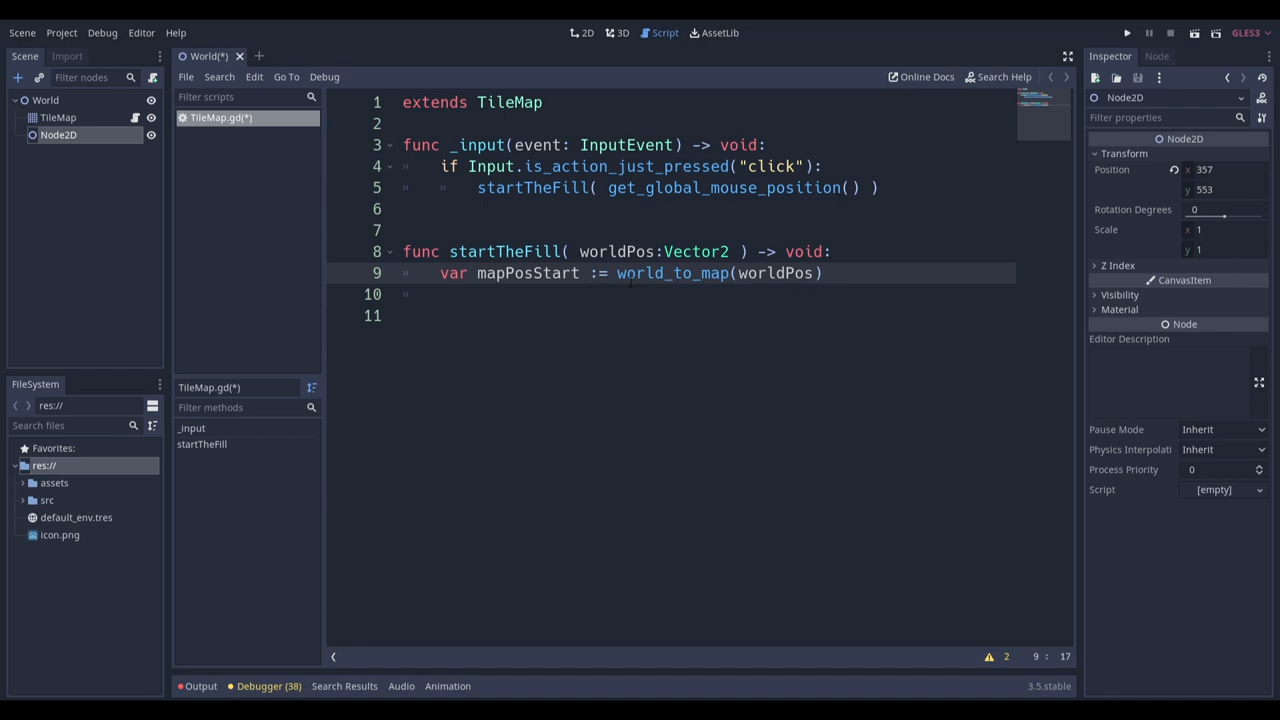 Scene Project Debug Editor Help 2D 3D Script AssetLib GLES3
Scene Import
Filter nodes
World
TileMap
Node2D
FileSystem
res://
Search files
Favorites:
res://
assets
src
default_env.tres
icon.png
World(*)
File Search Edit Go To Debug Online Docs Search Help
Filter scripts
TileMap.gd(*)
TileMap.gd(*)
Filter methods
_input
startTheFill
1 extends TileMap
2
3 func _input(event: InputEvent) -> void:
4 if Input.is_action_just_pressed("click"):
5 startTheFill( get_global_mouse_position() )
6
7
8 func startTheFill( worldPos:Vector2 ) -> void:
9 var mapPosStart := world_to_map(worldPos)
10
11
2 9 : 17
Output Debugger (38) Search Results Audio Animation 3.5.stable
Inspector Node
Node2D
Filter properties
Node2D
Transform
Position x 357
y 553
Rotation Degrees 0
Scale x 1
y 1
Z Index
CanvasItem
Visibility
Material
Node
Editor Description
Pause Mode Inherit
Physics Interpolati Inherit
Process Priority 0
Script [empty]